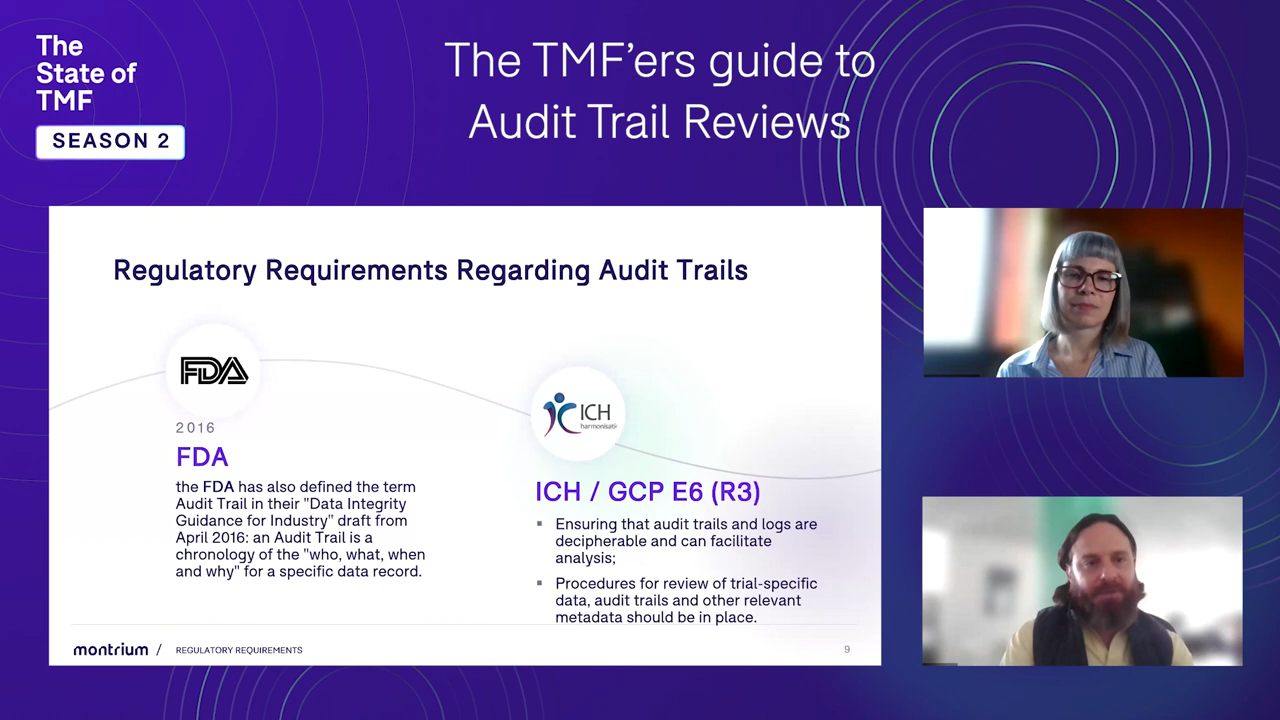 The
State of
TMF
SEASON 2
The TMF’ers guide to
Audit Trail Reviews
Regulatory Requirements Regarding Audit Trails
FDA
2016
FDA
the FDA has also defined the term
Audit Trail in their "Data Integrity
Guidance for Industry" draft from
April 2016: an Audit Trail is a
chronology of the "who, what, when
and why" for a specific data record.
ICH
harmonisati
ICH / GCP E6 (R3)
▪ Ensuring that audit trails and logs are
decipherable and can facilitate
analysis;
▪ Procedures for review of trial-specific
data, audit trails and other relevant
metadata should be in place.
montrium / REGULATORY REQUIREMENTS
9